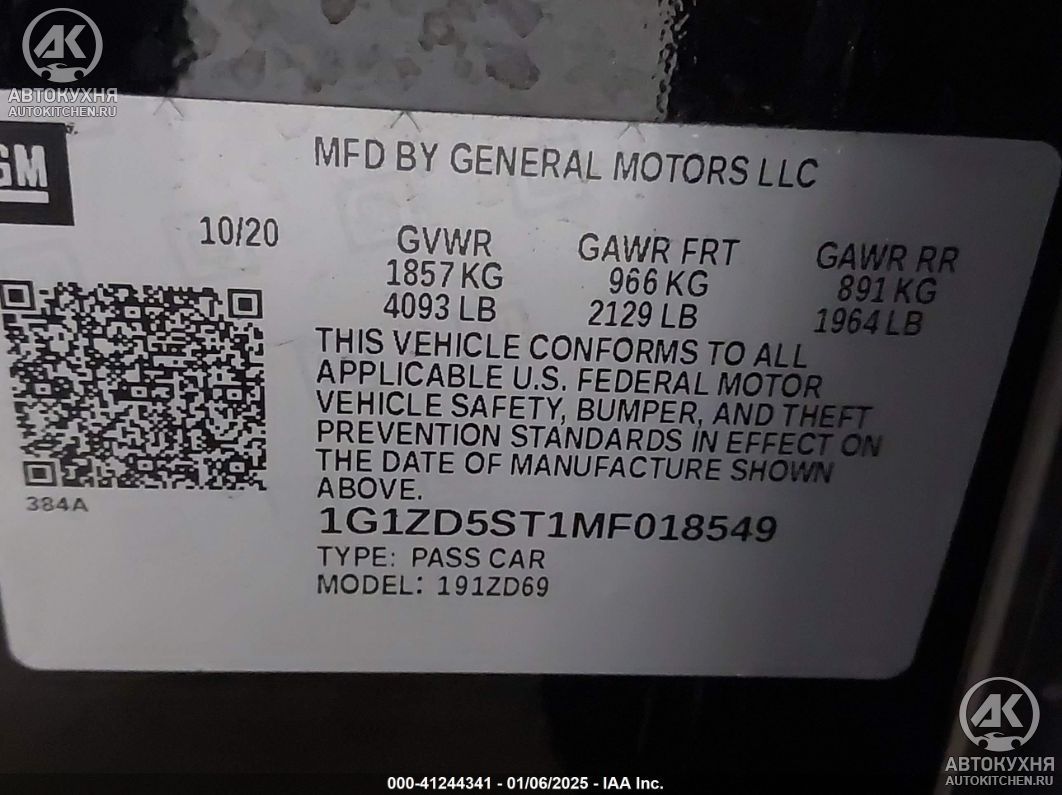 AK
АВТОКУХНЯ
AUTOKITCHEN.RU
GM
MFD BY GENERAL MOTORS LLC
10/20
GVWR GAWR FRT GAWR RR
1857 KG 966 KG 891 KG
4093 LB 2129 LB 1964 LB
THIS VEHICLE CONFORMS TO ALL
APPLICABLE U.S. FEDERAL MOTOR
VEHICLE SAFETY, BUMPER, AND THEFT
PREVENTION STANDARDS IN EFFECT ON
THE DATE OF MANUFACTURE SHOWN
ABOVE.
384A
1G1ZD5ST1MF018549
TYPE: PASS CAR
MODEL: 191ZD69
AK
АВТОКУХНЯ
AUTOKITCHEN.RU
000-41244341 - 01/06/2025 - IAA Inc.